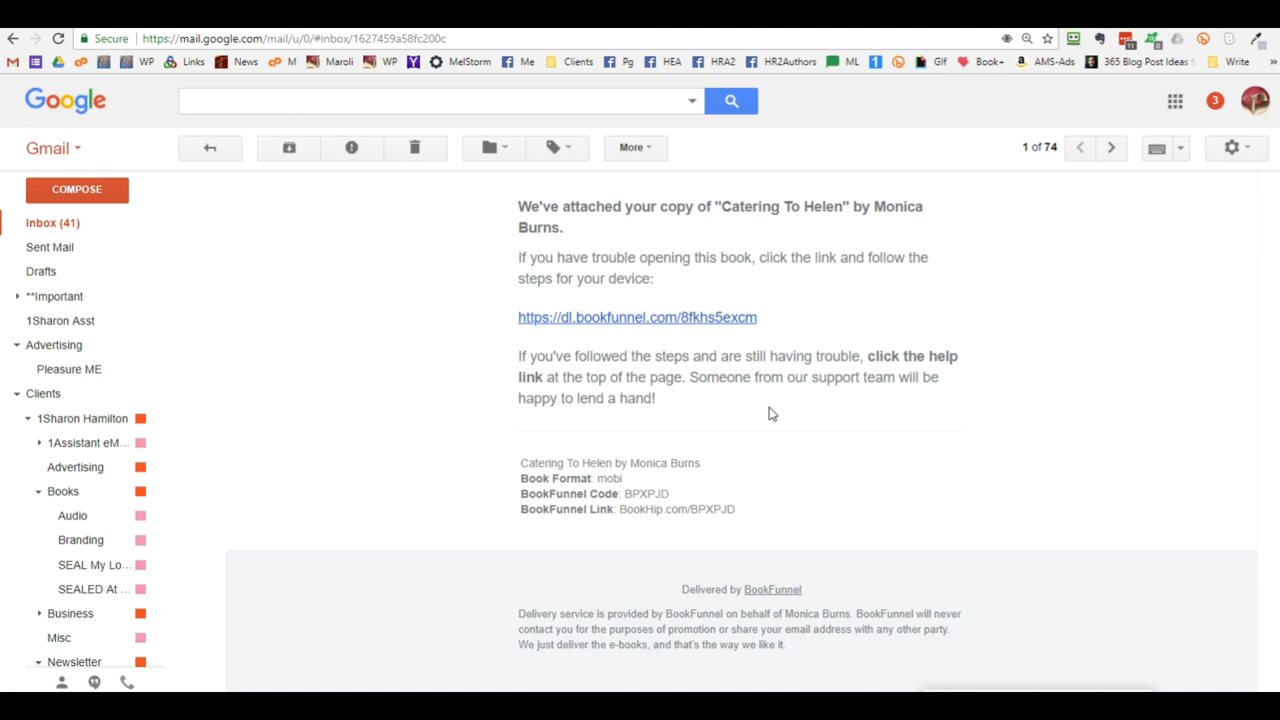 Secure https://mail.google.com/mail/u/0/#inbox/1627459a58fc200c
WP Links News M Maroli WP MelStorm Me Clients Pg HEA HRA2 HR2Authors ML GIf Book+ AMS-Ads 365 Blog Post Ideas f Write »
Google
3
Gmail
More
1 of 74
COMPOSE
Inbox (41)
Sent Mail
Drafts
**Important
1Sharon Asst
Advertising
Pleasure ME
Clients
1Sharon Hamilton
1Assistant eM...
Advertising
Books
Audio
Branding
SEAL My Lo...
SEALED At ...
Business
Misc
Newsletter
We've attached your copy of "Catering To Helen" by Monica
Burns.
If you have trouble opening this book, click the link and follow the
steps for your device:
https://dl.bookfunnel.com/8fkhs5excm
If you've followed the steps and are still having trouble, click the help
link at the top of the page. Someone from our support team will be
happy to lend a hand!
Catering To Helen by Monica Burns
Book Format: mobi
BookFunnel Code: BPXPJD
BookFunnel Link: BookHip.com/BPXPJD
Delivered by BookFunnel
Delivery service is provided by BookFunnel on behalf of Monica Burns. BookFunnel will never
contact you for the purposes of promotion or share your email address with any other party.
We just deliver the e-books, and that's the way we like it.